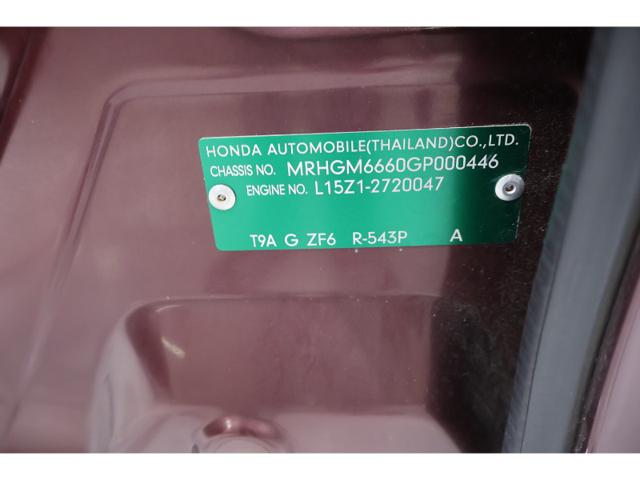 HONDA AUTOMOBILE(THAILAND)CO.,LTD.
CHASSIS NO. MRHGM6660GP000446
ENGINE NO. L15Z1-2720047
T9A G ZF6 R-543P A